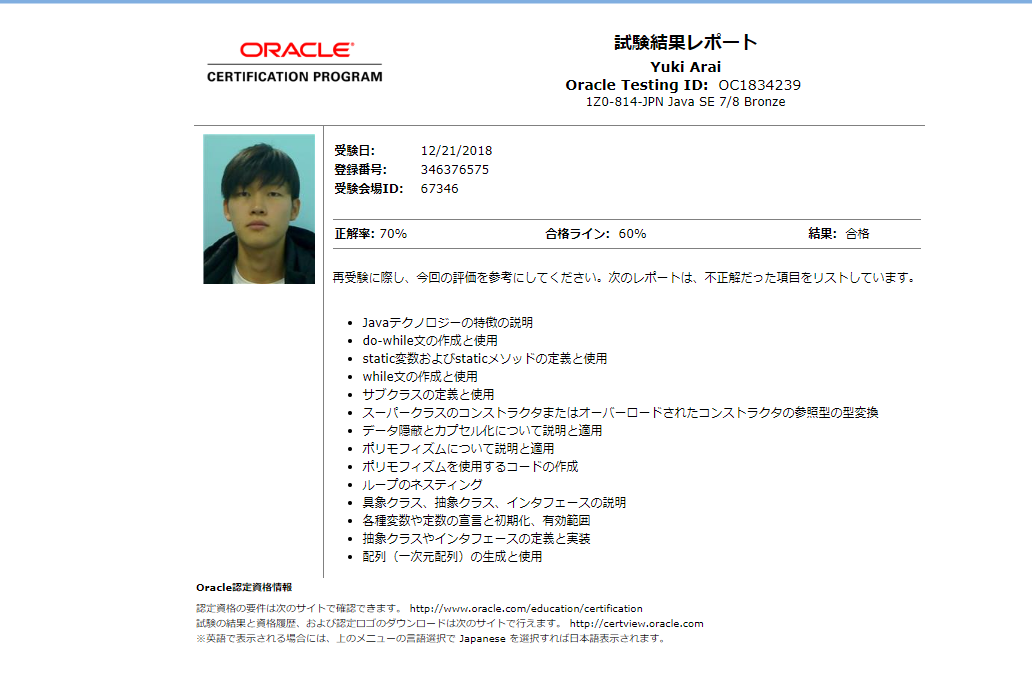 ORACLE
CERTIFICATION PROGRAM
試験結果レポート
Yuki Arai
Oracle Testing ID: OC1834239
1Z0-814-JPN Java SE 7/8 Bronze
受験日: 12/21/2018
登録番号: 346376575
受験会場ID: 67346
正解率: 70% 合格ライン: 60% 結果: 合格
再受験に際し、今回の評価を参考にしてください。次のレポートは、不正解だった項目をリストしています。
• Javaテクノロジーの特徴の説明
• do-while文の作成と使用
• static変数およびstaticメソッドの定義と使用
• while文の作成と使用
• サブクラスの定義と使用
• スーパークラスのコンストラクタまたはオーバーロードされたコンストラクタの参照型の型変換
• データ隠蔽とカプセル化について説明と適用
• ポリモフィズムについて説明と適用
• ポリモフィズムを使用するコードの作成
• ループのネスティング
• 具象クラス、抽象クラス、インタフェースの説明
• 各種変数や定数の宣言と初期化、有効範囲
• 抽象クラスやインタフェースの定義と実装
• 配列（一次元配列）の生成と使用
Oracle認定資格情報
認定資格の要件は次のサイトで確認できます。 http://www.oracle.com/education/certification
試験の結果と資格履歴、および認定ロゴのダウンロードは次のサイトで行えます。 http://certview.oracle.com
※英語で表示される場合には、上のメニューの言語選択で Japanese を選択すれば日本語表示されます。